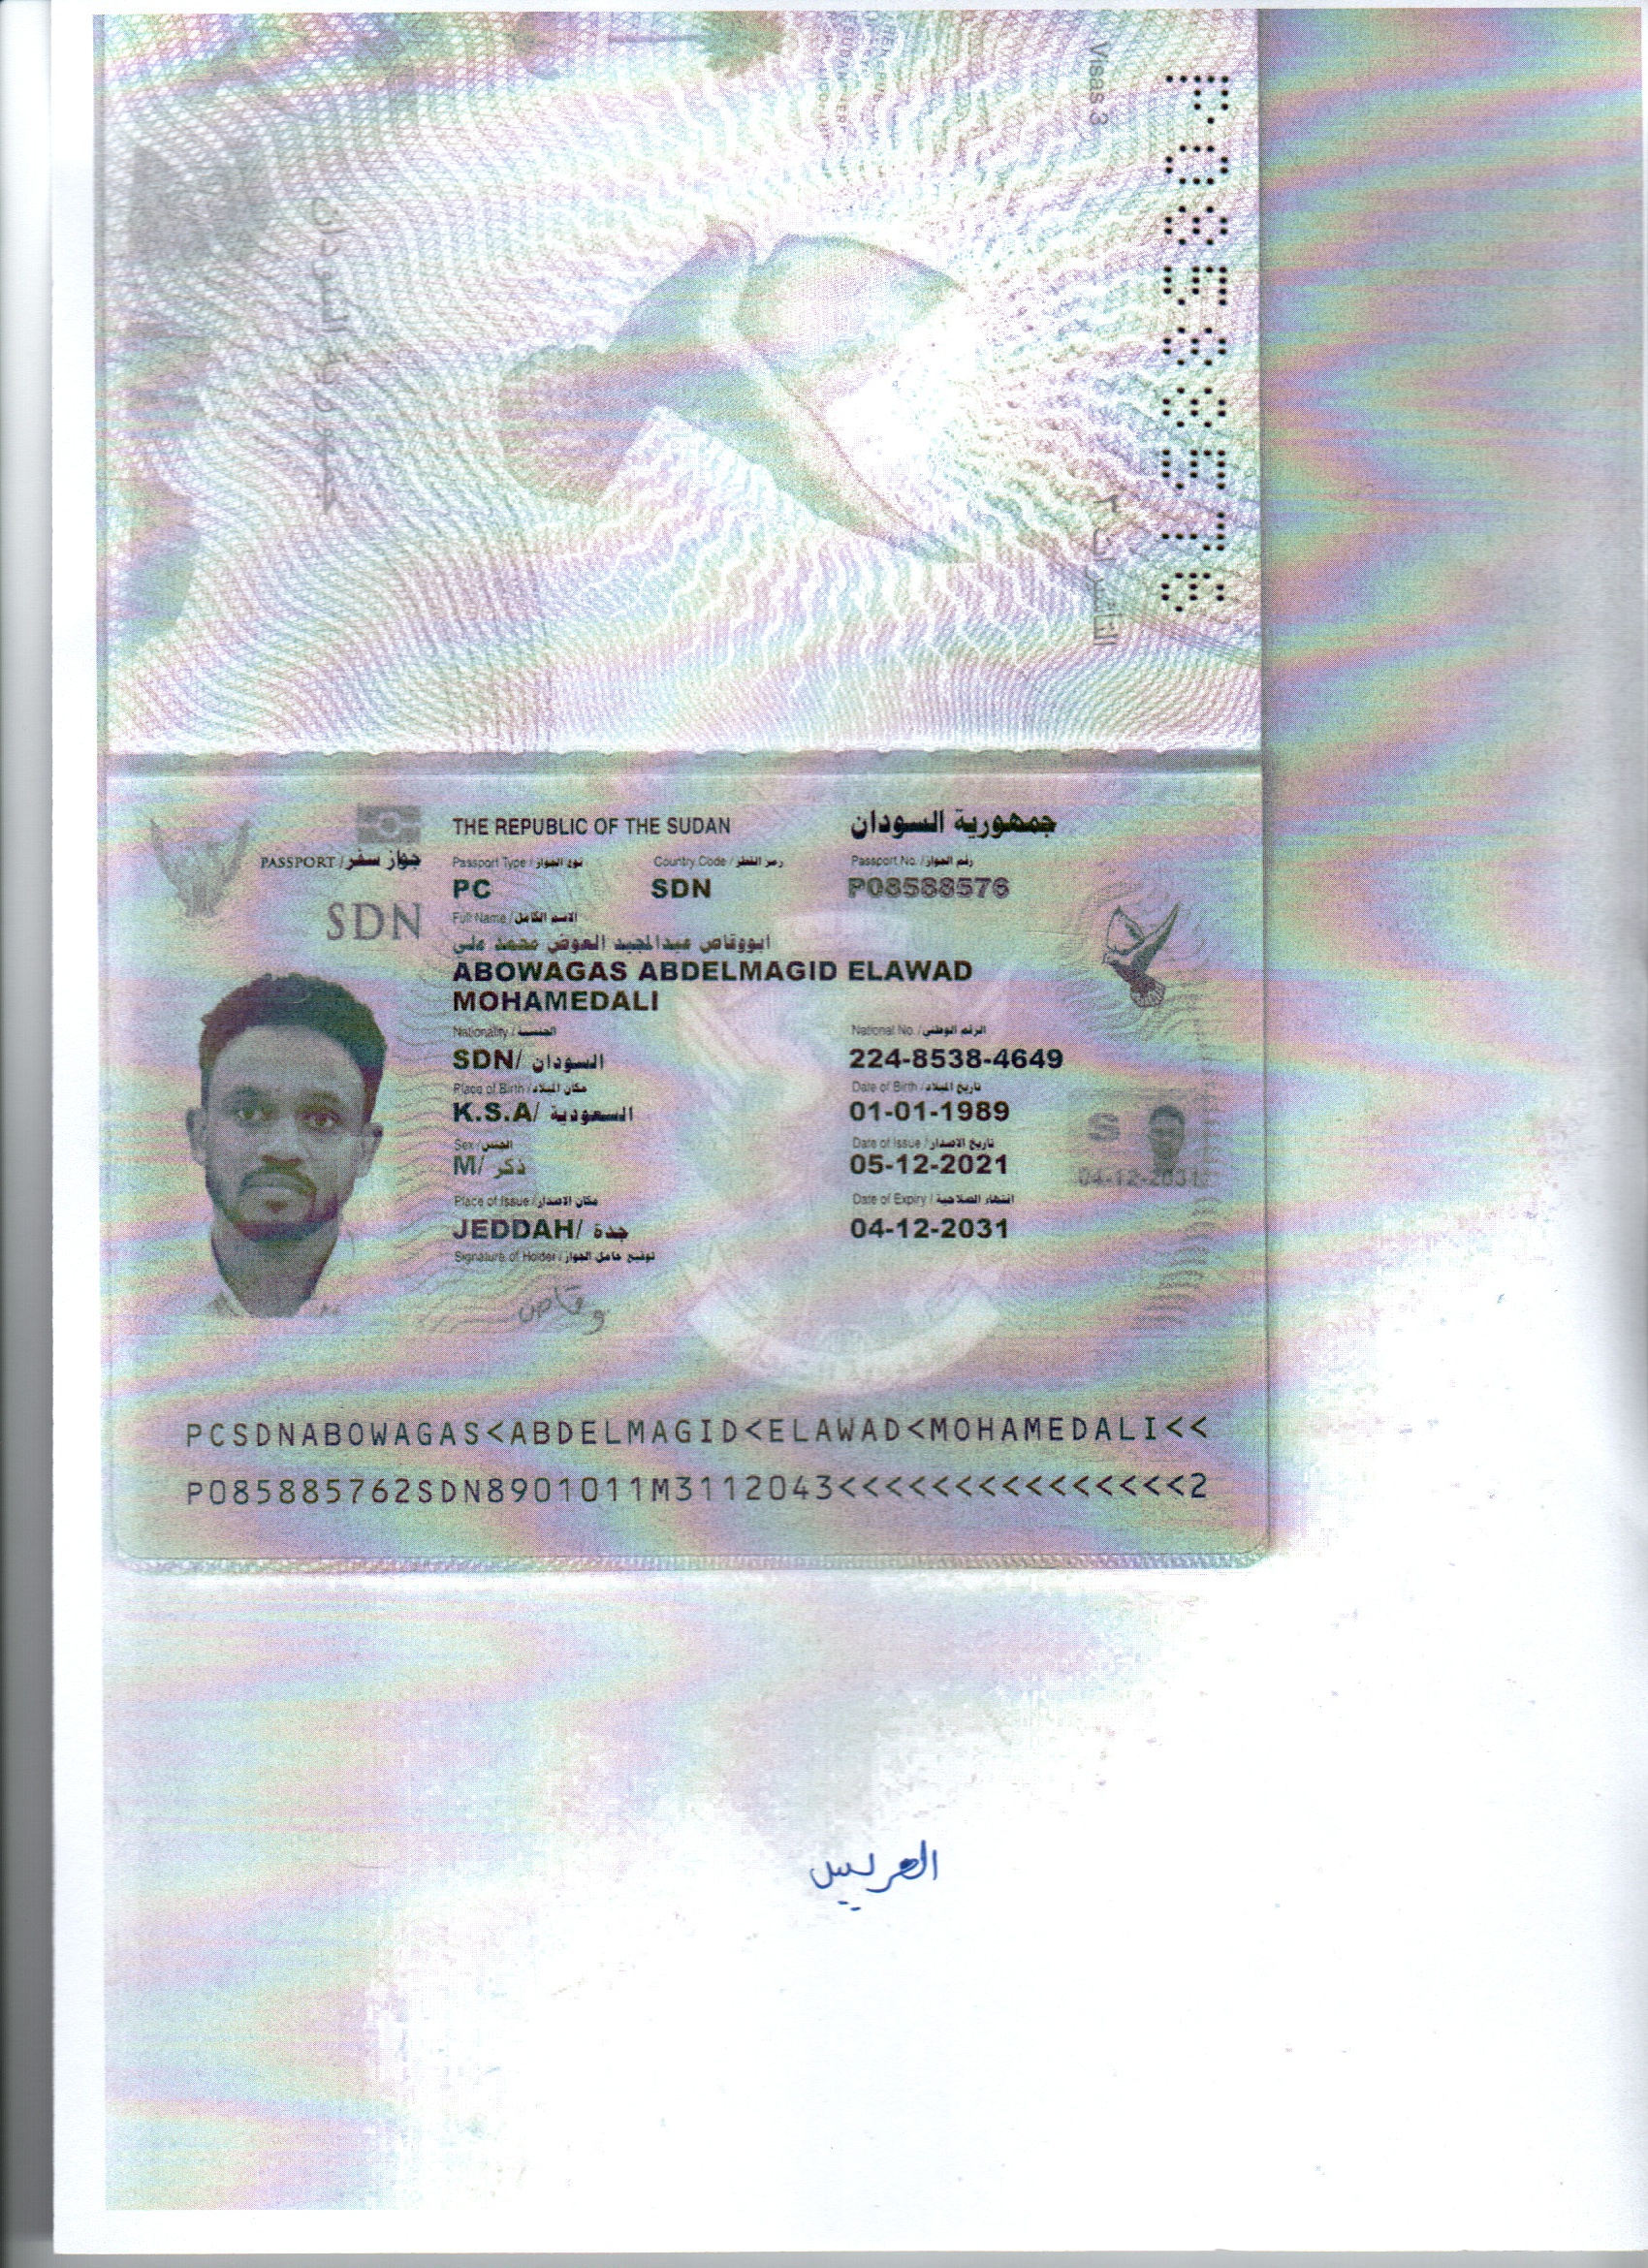 Visas 3
التأشيرات ٣
P08588576
جمهورية السودان
THE REPUBLIC OF THE SUDAN
جمهورية السودان
PASSPORT / جواز سفر
Passport Type / نوع الجواز
Country Code / رمز القطر
Passport No. / رقم الجواز
PC
SDN
P08588576
SDN
Full Name / الاسم الكامل
ابووقاص عبدالمجيد العوض محمد علي
ABOWAGAS ABDELMAGID ELAWAD
MOHAMEDALI
Nationality / الجنسية
National No. / الرقم الوطني
SDN/ السودان
224-8538-4649
Place of Birth / مكان الميلاد
Date of Birth / تاريخ الميلاد
K.S.A/ السعودية
01-01-1989
Sex / الجنس
Date of Issue / تاريخ الاصدار
M/ ذكر
05-12-2021
04-12-2031
Place of Issue / مكان الاصدار
Date of Expiry / انتهاء الصلاحية
JEDDAH/ جدة
04-12-2031
Signature of Holder / توقيع حامل الجواز
وقاص
PCSDNABOWAGAS<ABDELMAGID<ELAWAD<MOHAMEDALI<<
P085885762SDN8901011M3112043<<<<<<<<<<<<<<<2
العريس